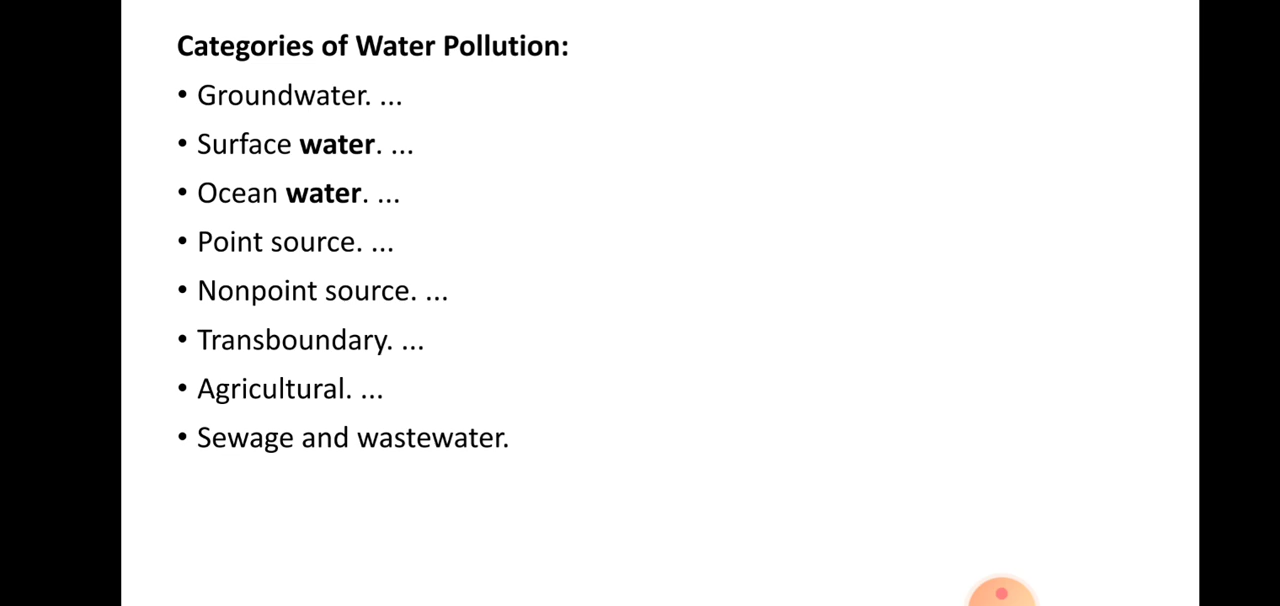 Categories of Water Pollution:
• Groundwater. ...
• Surface water. ...
• Ocean water. ...
• Point source. ...
• Nonpoint source. ...
• Transboundary. ...
• Agricultural. ...
• Sewage and wastewater.